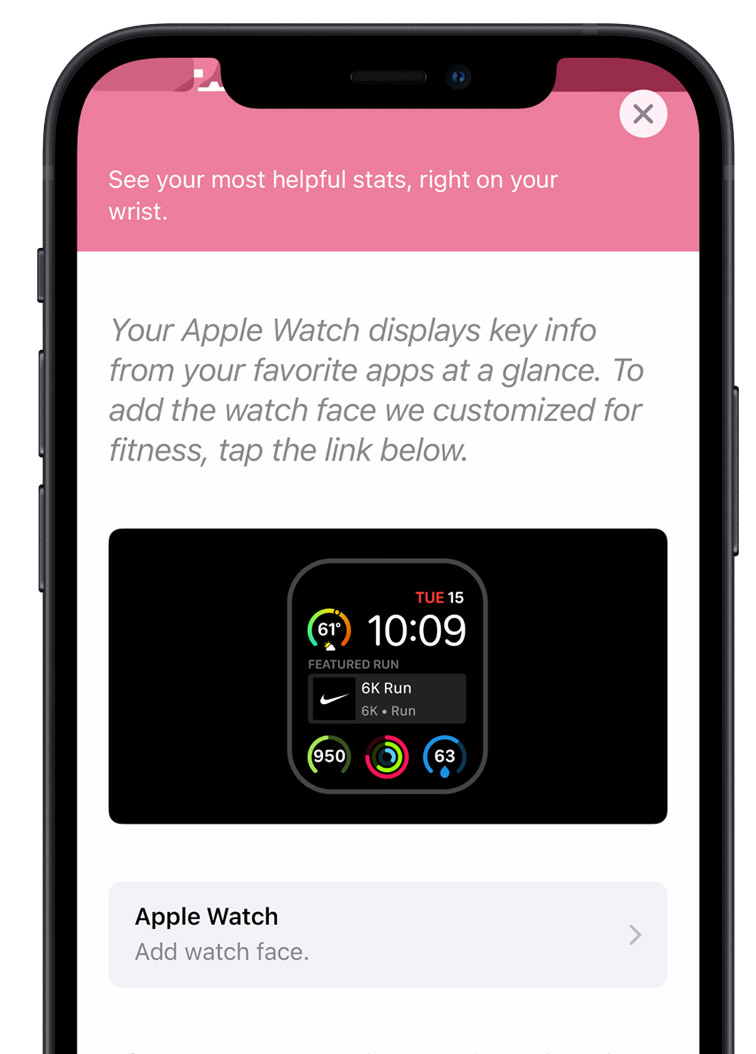 See your most helpful stats, right on your
wrist.
Your Apple Watch displays key info
from your favorite apps at a glance. To
add the watch face we customized for
fitness, tap the link below.
TUE 15
61°
10:09
FEATURED RUN
6K Run
6K • Run
950
63
Apple Watch
Add watch face.